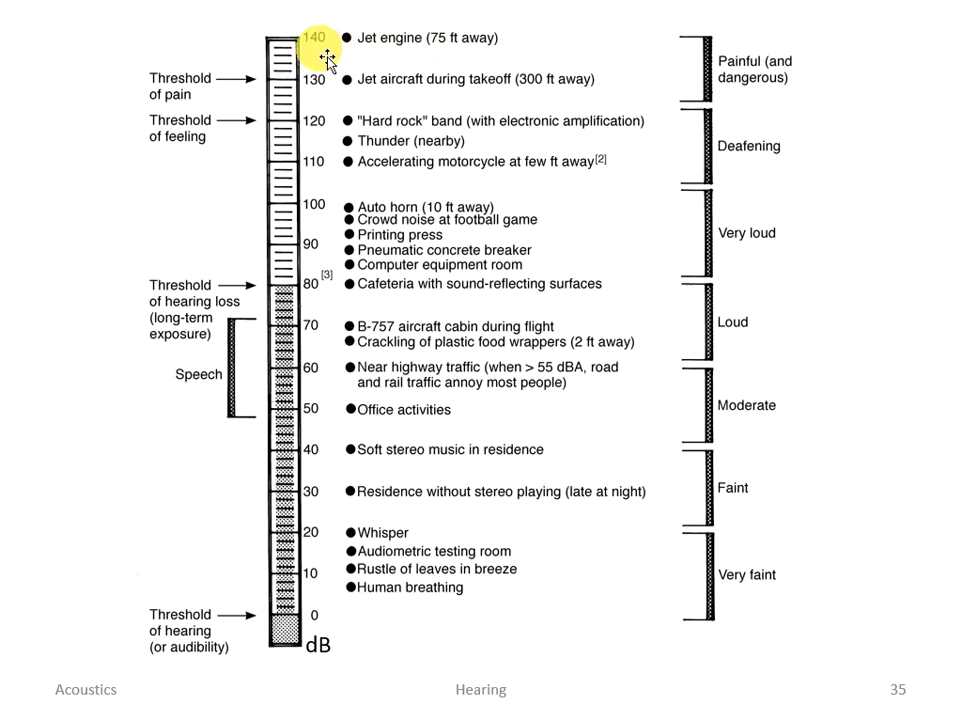 140 ● Jet engine (75 ft away)
Painful (and
dangerous)
Threshold
of pain
130 ● Jet aircraft during takeoff (300 ft away)
Threshold
of feeling
120 ● "Hard rock" band (with electronic amplification)
● Thunder (nearby)
Deafening
110 ● Accelerating motorcycle at few ft away[2]
100 ● Auto horn (10 ft away)
● Crowd noise at football game
● Printing press
Very loud
90 ● Pneumatic concrete breaker
● Computer equipment room
Threshold
of hearing loss
(long-term
exposure)
80 [3] ● Cafeteria with sound-reflecting surfaces
Loud
70 ● B-757 aircraft cabin during flight
● Crackling of plastic food wrappers (2 ft away)
Speech
60 ● Near highway traffic (when > 55 dBA, road
and rail traffic annoy most people)
Moderate
50 ● Office activities
40 ● Soft stereo music in residence
Faint
30 ● Residence without stereo playing (late at night)
20 ● Whisper
● Audiometric testing room
● Rustle of leaves in breeze
Very faint
10
● Human breathing
Threshold
of hearing
(or audibility)
0
dB
Acoustics
Hearing
35